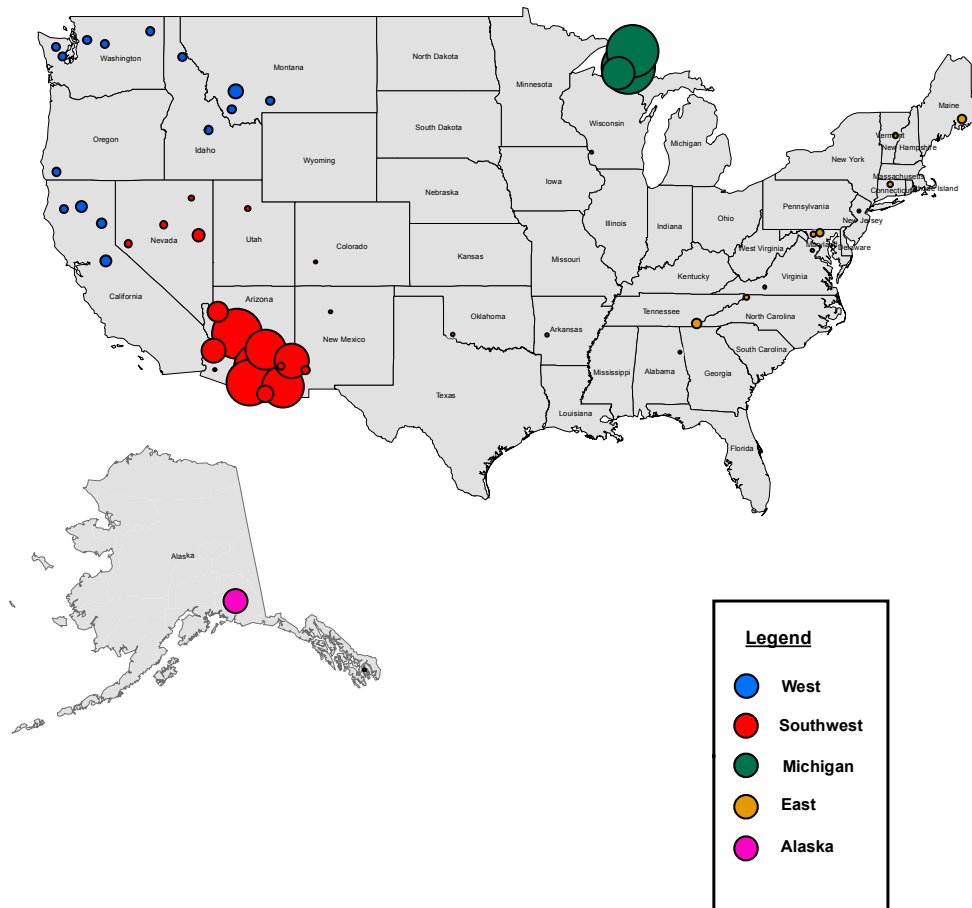 Washington
Montana
North Dakota
Minnesota
Maine
Vermont
New Hampshire
Oregon
Idaho
South Dakota
Wisconsin
Michigan
New York
Wyoming
Massachusetts
Connecticut
Rhode Island
Iowa
Nebraska
Pennsylvania
New Jersey
Nevada
Utah
Colorado
Illinois
Indiana
Ohio
West Virginia
Maryland
Delaware
Kansas
Missouri
Kentucky
Virginia
California
Arizona
New Mexico
Oklahoma
Arkansas
Tennessee
North Carolina
South Carolina
Texas
Mississippi
Alabama
Georgia
Louisiana
Florida
Alaska
Legend
West
Southwest
Michigan
East
Alaska